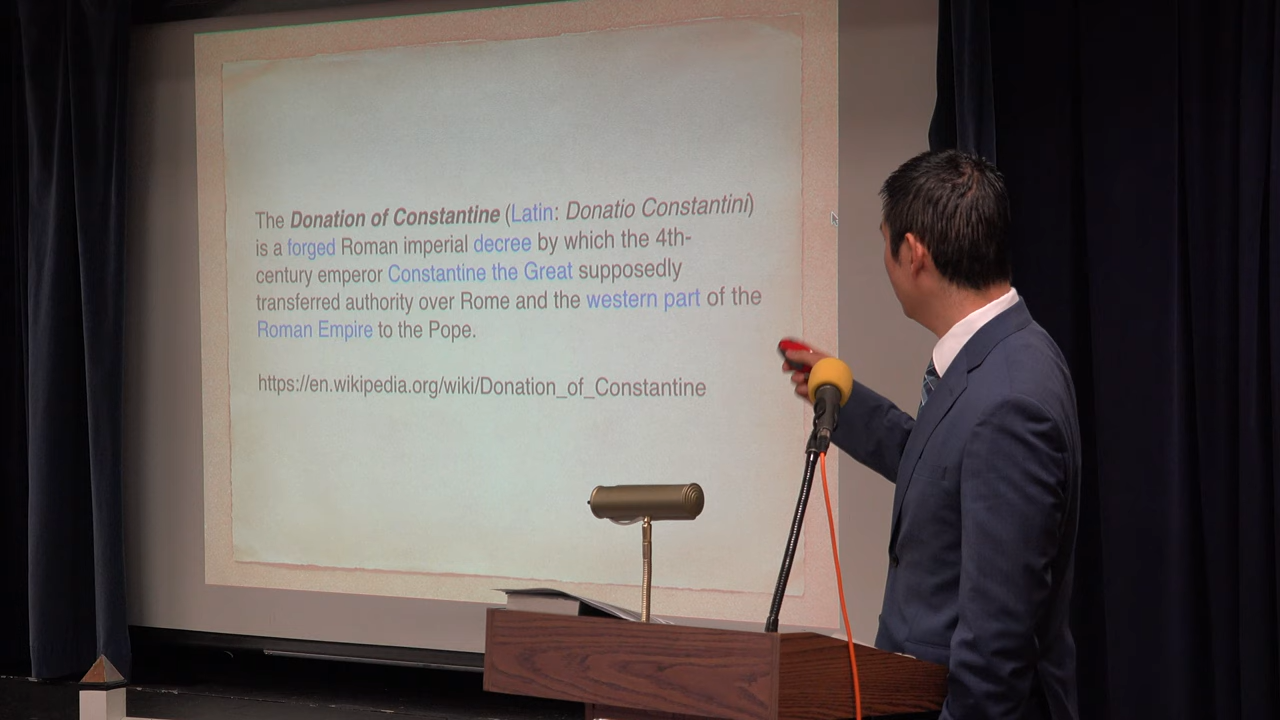 The Donation of Constantine (Latin: Donatio Constantini)
is a forged Roman imperial decree by which the 4th-
century emperor Constantine the Great supposedly
transferred authority over Rome and the western part of the
Roman Empire to the Pope.
https://en.wikipedia.org/wiki/Donation_of_Constantine